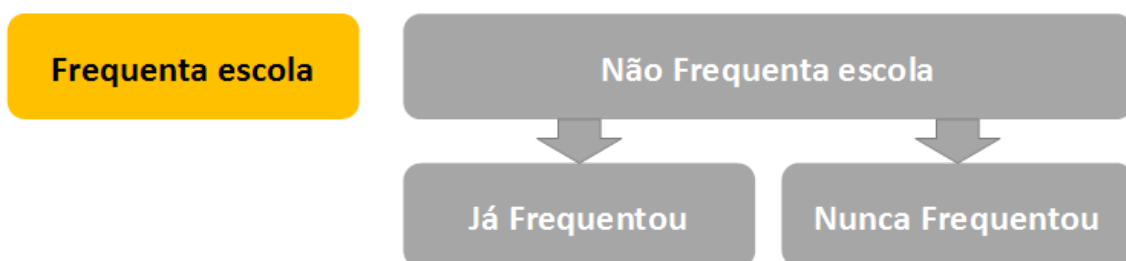 Frequenta escola
Não Frequenta escola
Já Frequentou
Nunca Frequentou